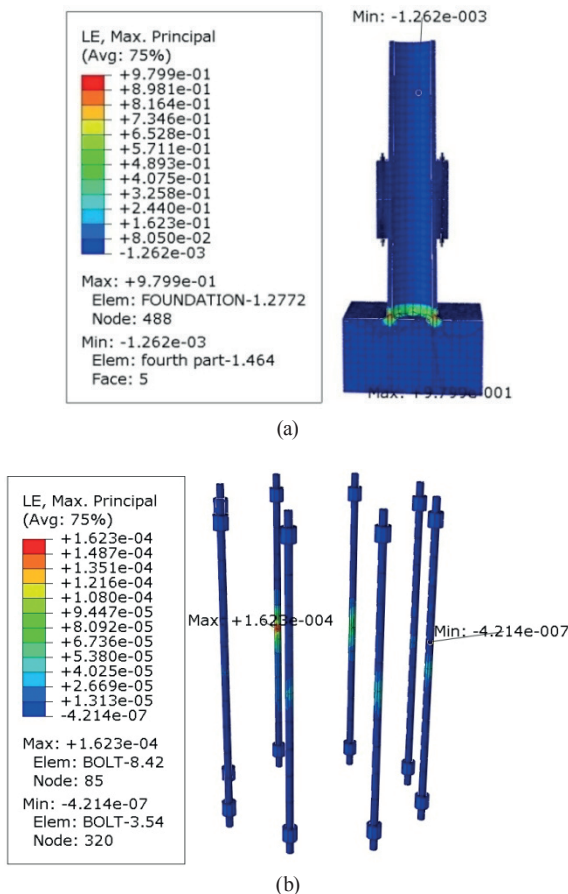 LE, Max. Principal
(Avg: 75%)
+9.799e-01
+8.981e-01
+8.164e-01
+7.346e-01
+6.528e-01
+5.711e-01
+4.893e-01
+4.075e-01
+3.258e-01
+2.440e-01
+1.623e-01
+8.050e-02
-1.262e-03
Max: +9.799e-01
Elem: FOUNDATION-1.2772
Node: 488
Min: -1.262e-03
Elem: fourth part-1.464
Face: 5
Min: -1.262e-003
Max: +9.799e-001
(a)
LE, Max. Principal
(Avg: 75%)
+1.623e-04
+1.487e-04
+1.351e-04
+1.216e-04
+1.080e-04
+9.447e-05
+8.092e-05
+6.736e-05
+5.380e-05
+4.025e-05
+2.669e-05
+1.313e-05
-4.214e-07
Max: +1.623e-04
Elem: BOLT-8.42
Node: 85
Min: -4.214e-07
Elem: BOLT-3.54
Node: 320
Max: +1.623e-004
Min: -4.214e-007
(b)